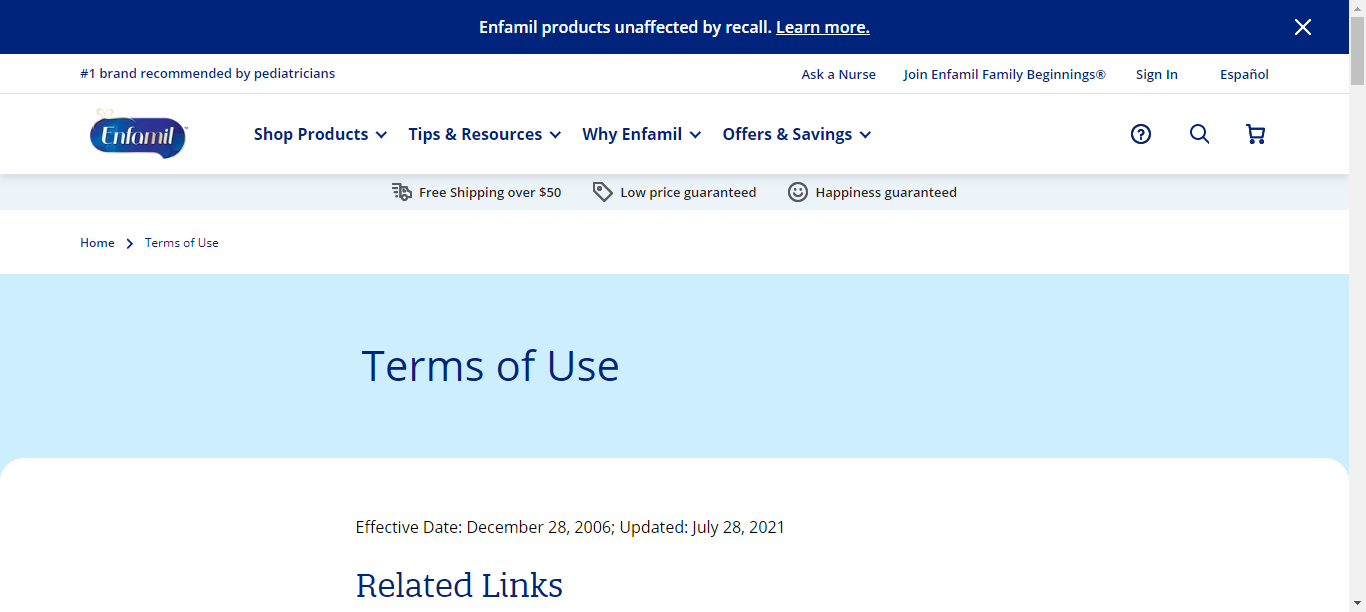 Enfamil products unaffected by recall. Learn more.
#1 brand recommended by pediatricians
Ask a Nurse
Join Enfamil Family Beginnings®
Sign In
Español
Enfamil™
Shop Products
Tips & Resources
Why Enfamil
Offers & Savings
Free Shipping over $50
Low price guaranteed
Happiness guaranteed
Home
Terms of Use
Terms of Use
Effective Date: December 28, 2006; Updated: July 28, 2021
Related Links